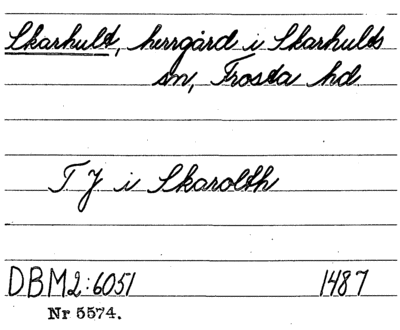 Skarhult, herrgård i Skarhults
sn, Frosta hd
T J i Skarolth
DBM2:6051 1487
Nr 5574.